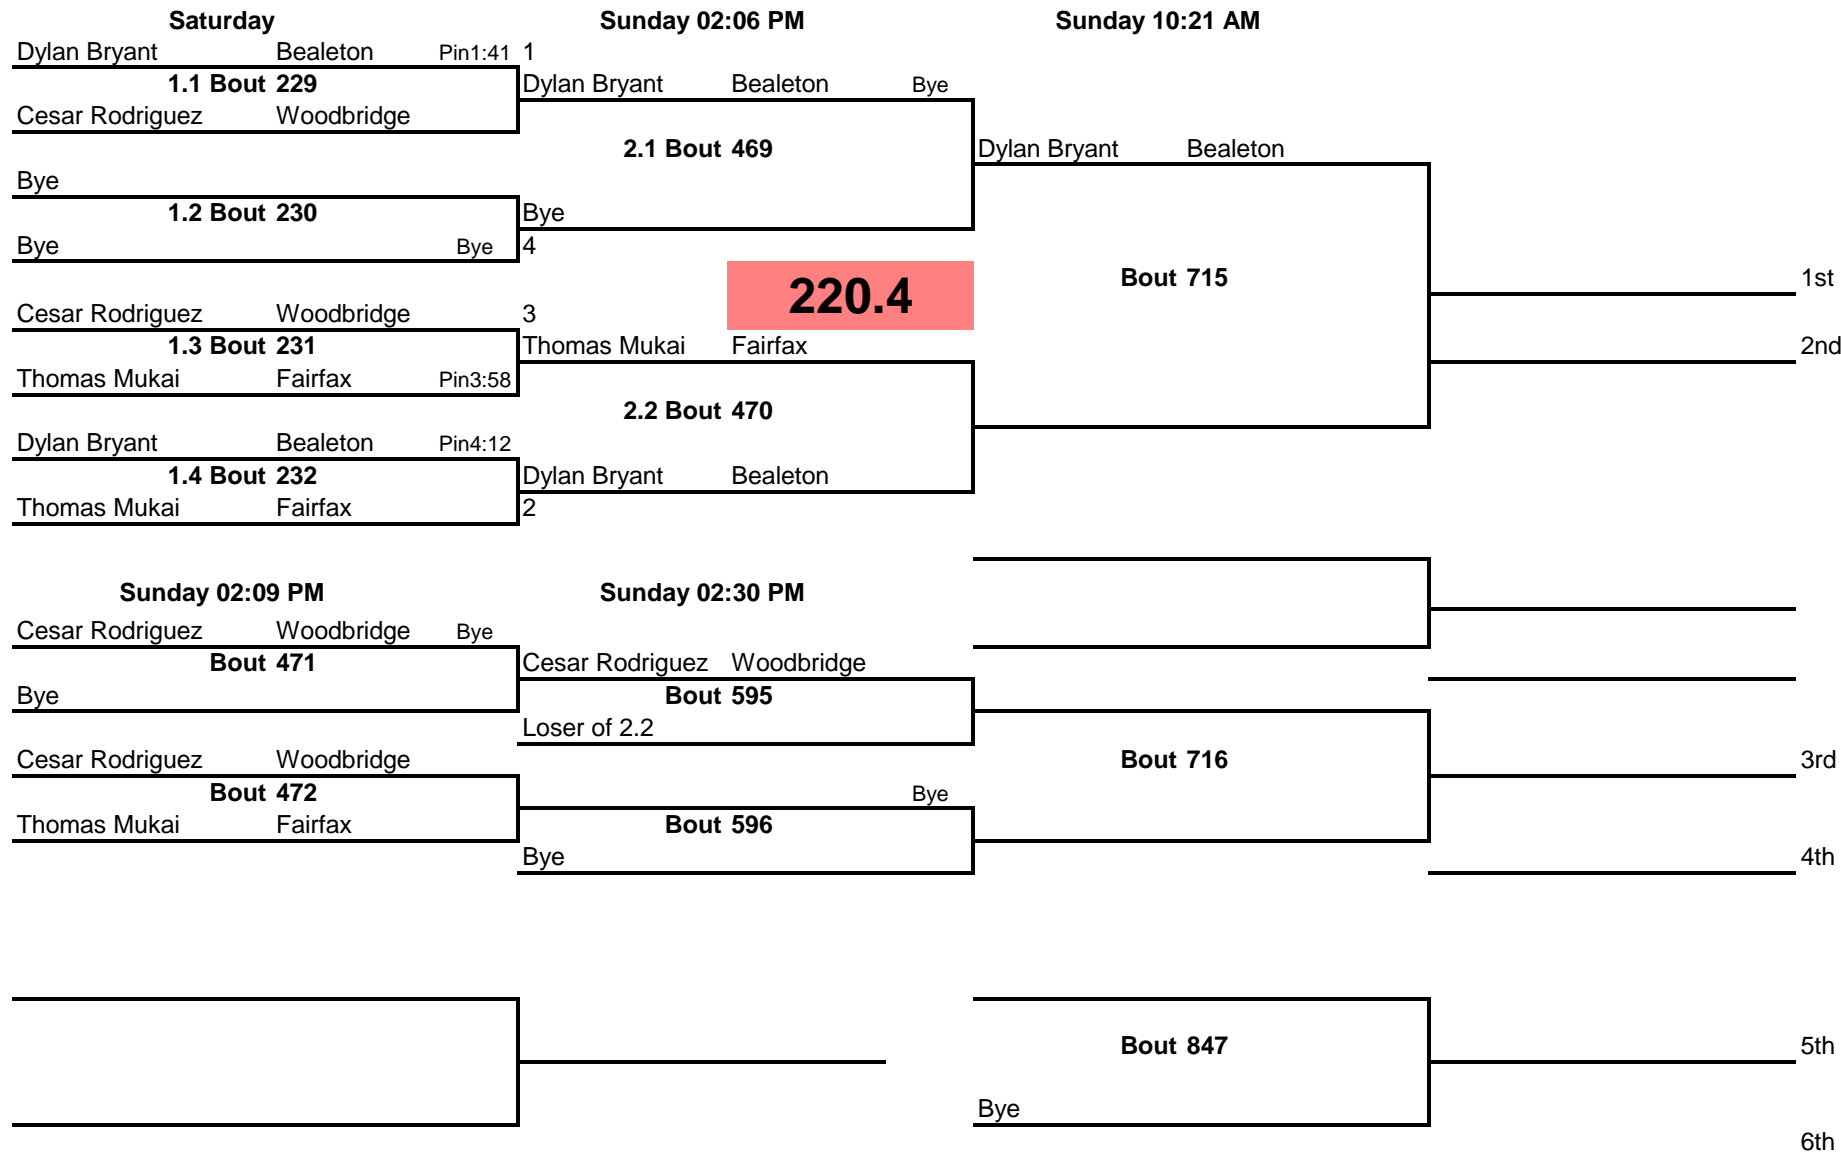 Saturday Sunday 02:06 PM Sunday 10:21 AM
Dylan Bryant Bealeton Pin1:41 1
1.1 Bout 229 Dylan Bryant Bealeton Bye
Cesar Rodriguez Woodbridge
2.1 Bout 469 Dylan Bryant Bealeton
Bye
1.2 Bout 230 Bye
Bye Bye 4
220.4 Bout 715 1st
Cesar Rodriguez Woodbridge 3
1.3 Bout 231 Thomas Mukai Fairfax 2nd
Thomas Mukai Fairfax Pin3:58
2.2 Bout 470
Dylan Bryant Bealeton Pin4:12
1.4 Bout 232 Dylan Bryant Bealeton
Thomas Mukai Fairfax 2
Sunday 02:09 PM Sunday 02:30 PM
Cesar Rodriguez Woodbridge Bye
Bout 471 Cesar Rodriguez Woodbridge
Bye Bout 595
Loser of 2.2
Cesar Rodriguez Woodbridge Bout 716 3rd
Bout 472 Bye
Thomas Mukai Fairfax Bout 596
Bye 4th
Bout 847 5th
Bye
6th